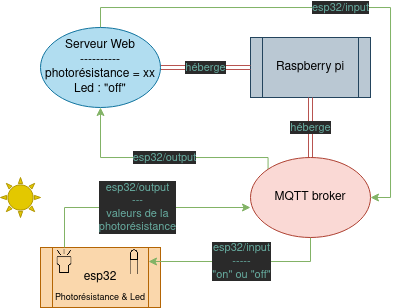 esp32/input
Serveur Web
----------
photorésistance = xx
Led : "off"
héberge
Raspberry pi
héberge
esp32/output
esp32/output
---
valeurs de la
photorésistance
MQTT broker
esp32/input
-----
"on" ou "off"
esp32
Photorésistance & Led